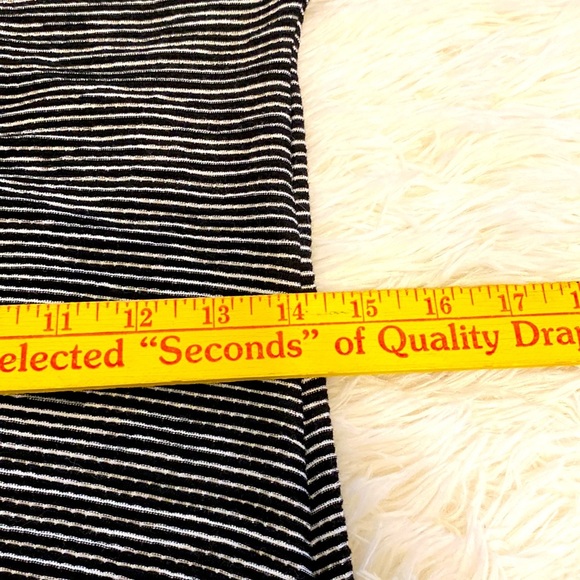 11 12 13 14 15 16 17
elected “Seconds” of Quality Drap